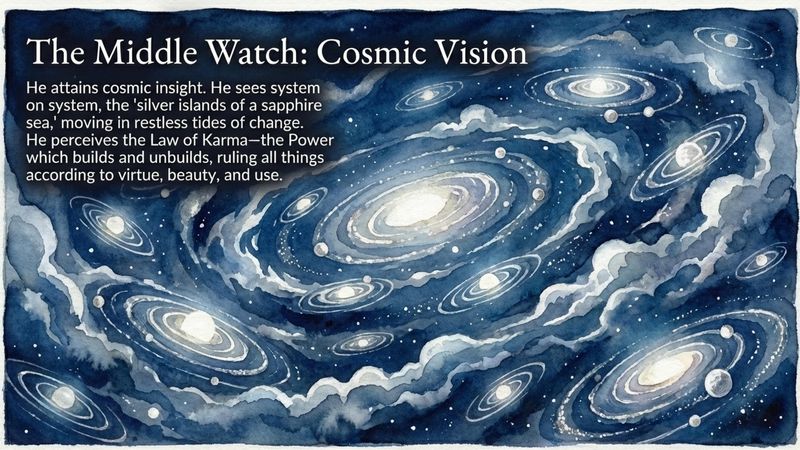 The Middle Watch: Cosmic Vision
He attains cosmic insight. He sees system
on system, the 'silver islands of a sapphire
sea,' moving in restless tides of change.
He perceives the Law of Karma—the Power
which builds and unbuilds, ruling all things
according to virtue, beauty, and use.